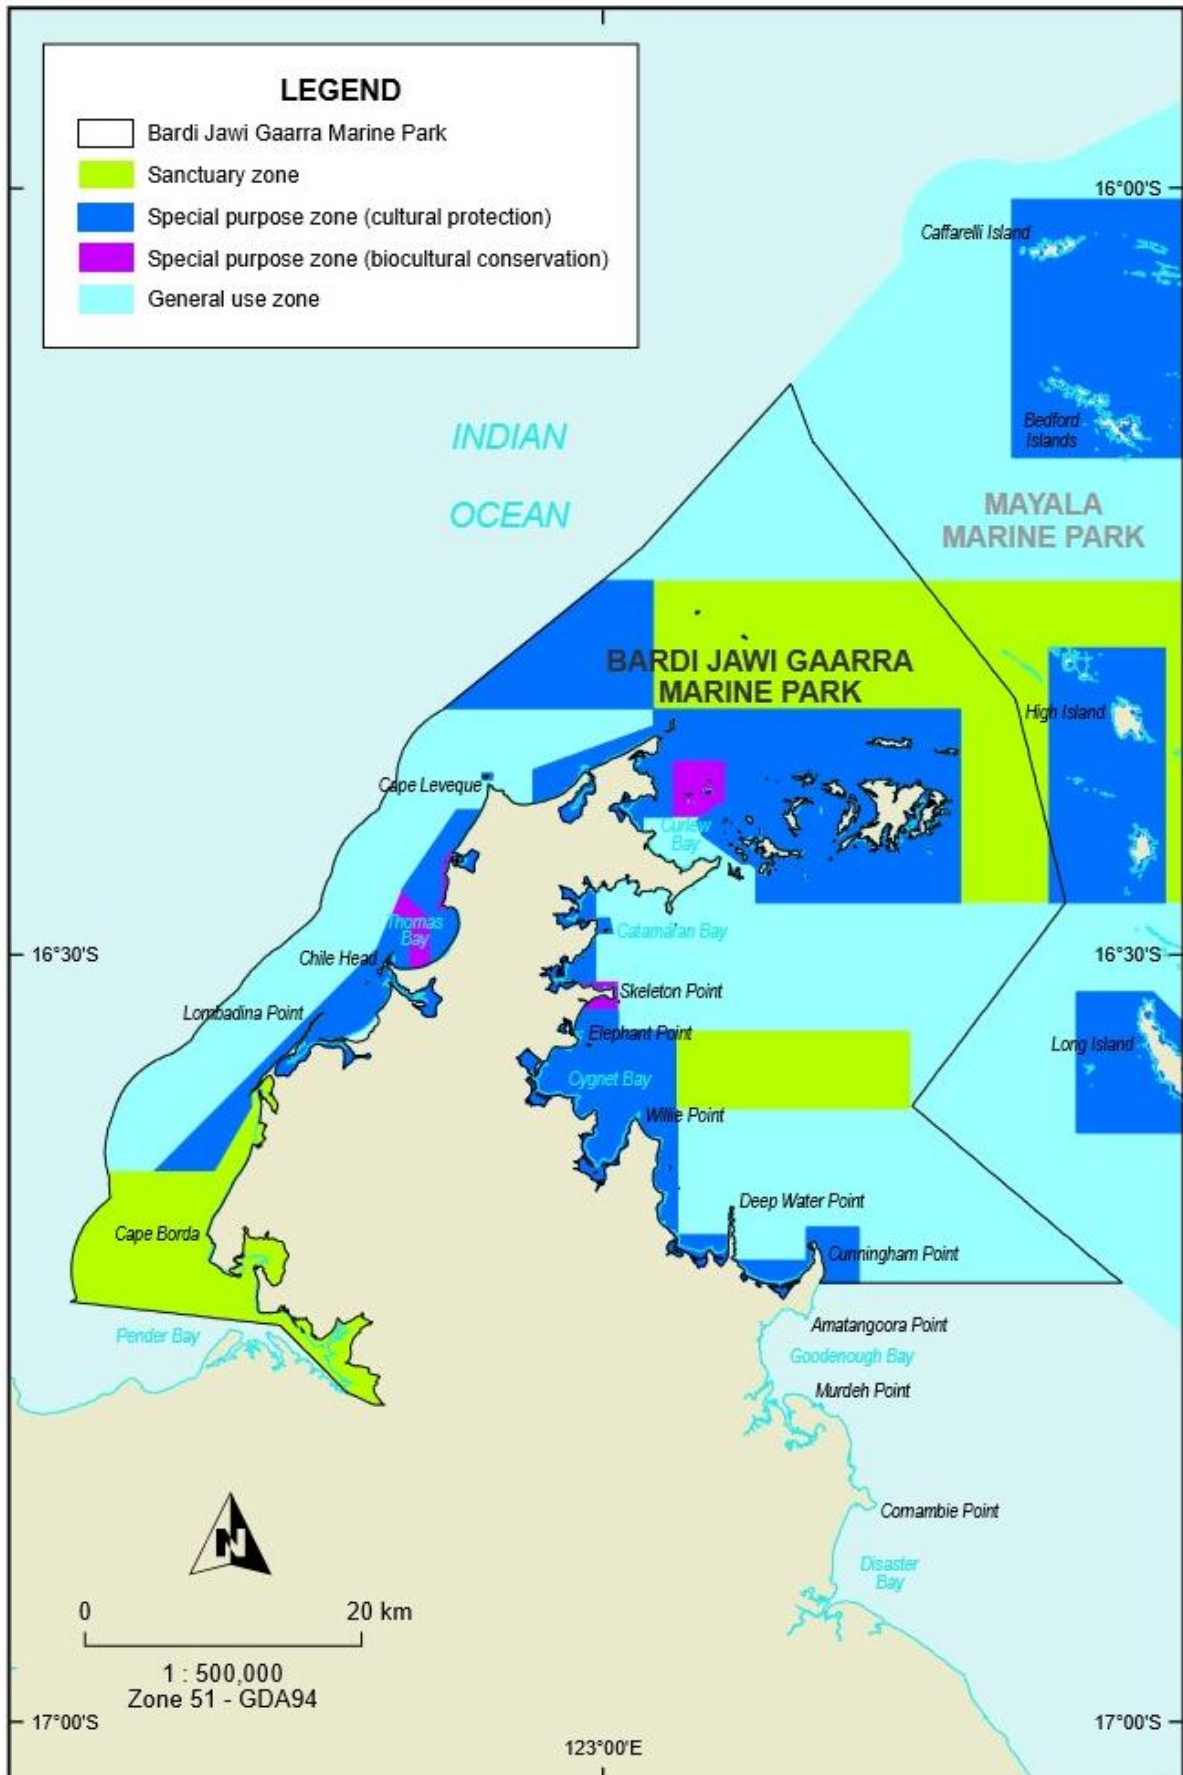 LEGEND
Bardi Jawi Gaarra Marine Park
Sanctuary zone
Special purpose zone (cultural protection)
Special purpose zone (biocultural conservation)
General use zone
16°00'S
Caffarelli Island
INDIAN
OCEAN
Bedford
Islands
MAYALA
MARINE PARK
BARDI JAWI GAARRA
MARINE PARK
High Island
Cape Leveque
Curlew
Bay
Thomas
Bay
Catamaran Bay
16°30'S
Chile Head
16°30'S
Skeleton Point
Lombadina Point
Elephant Point
Long Island
Cygnet Bay
Willie Point
Deep Water Point
Cape Borda
Cunningham Point
Pender Bay
Amatangoora Point
Goodenough Bay
Murdeh Point
Cornambie Point
N
Disaster
Bay
0 20 km
1 : 500,000
Zone 51 - GDA94
17°00'S
17°00'S
123°00'E